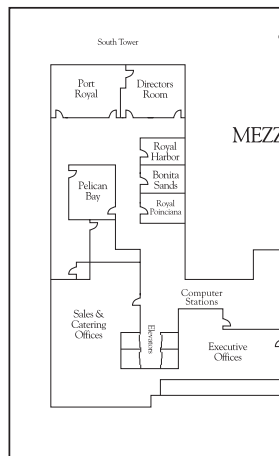 South Tower
Port
Royal
Directors
Room
MEZZ
Royal
Harbor
Bonita
Sands
Royal
Poinciana
Pelican
Bay
Computer
Stations
Sales &
Catering
Offices
Elevators
Executive
Offices